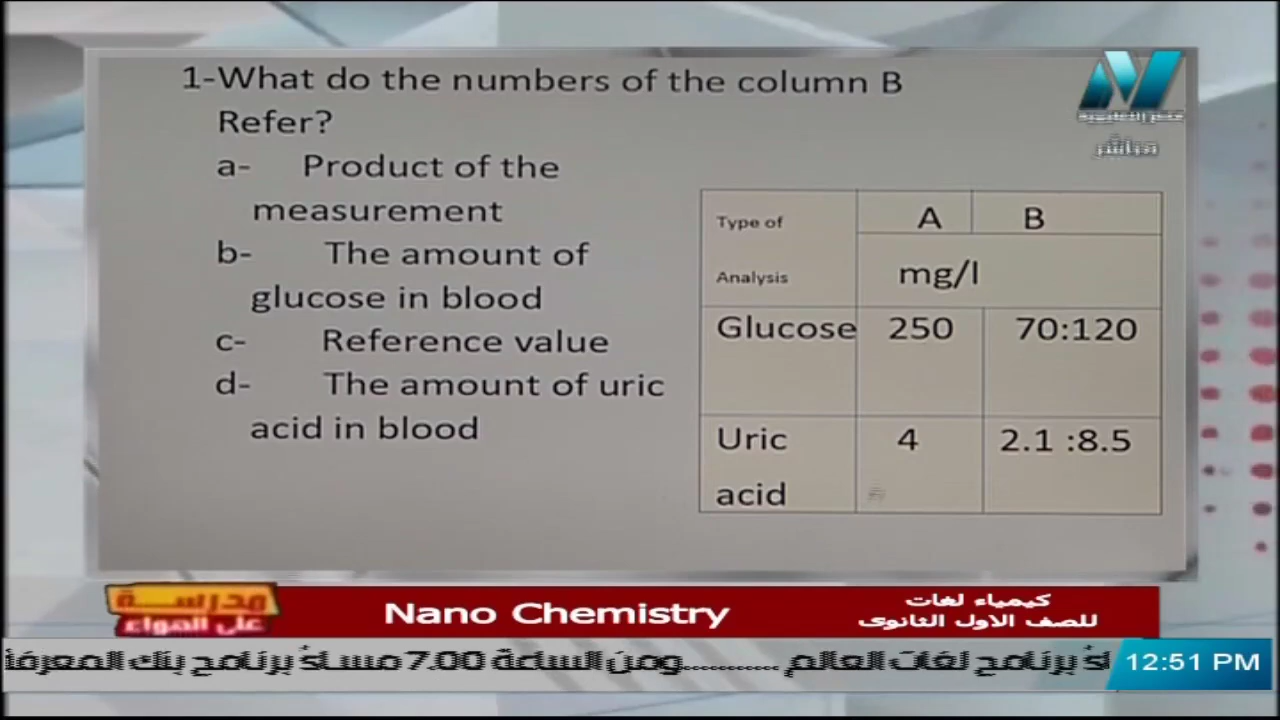 1-What do the numbers of the column B
Refer?
a- Product of the
measurement
b- The amount of
glucose in blood
c- Reference value
d- The amount of uric
acid in blood
مباشر
Type of
Analysis
A B
mg/l
Glucose 250 70:120
Uric
acid
4 2.1 :8.5
مدرسة
على الهواء
Nano Chemistry
كيمياء لغات
للصف الاول الثانوى
برنامج لغات العالم ...........ومن الساعة 7.00 مساءً برنامج بنك المعرفة
12:51 PM